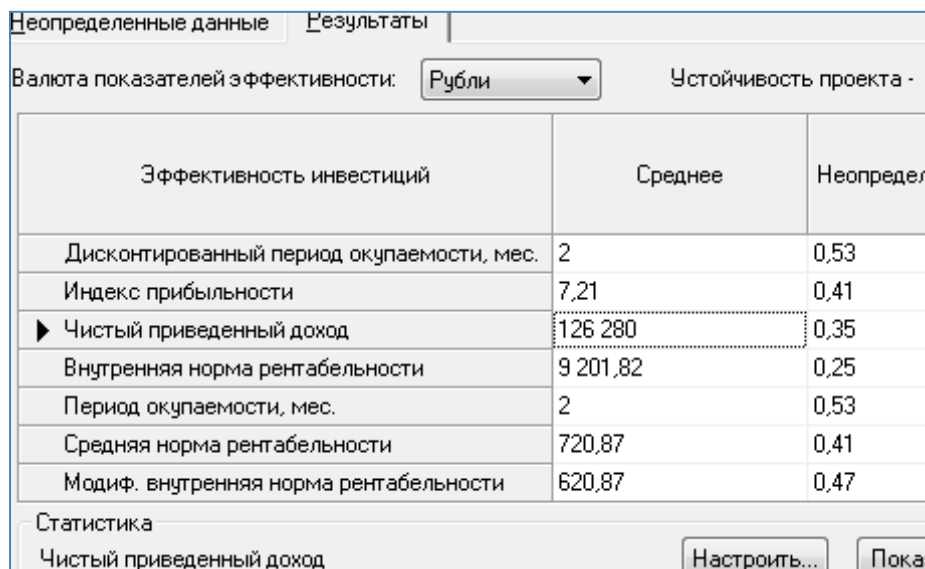 Неопределенные данные Результаты
Валюта показателей эффективности: Рубли Устойчивость проекта -
Эффективность инвестиций Среднее Неопредел
Дисконтированный период окупаемости, мес. 2 0,53
Индекс прибыльности 7,21 0,41
Чистый приведенный доход 126 280 0,35
Внутренняя норма рентабельности 9 201,82 0,25
Период окупаемости, мес. 2 0,53
Средняя норма рентабельности 720,87 0,41
Модиф. внутренняя норма рентабельности 620,87 0,47
Статистика
Чистый приведенный доход Настроить... Пока